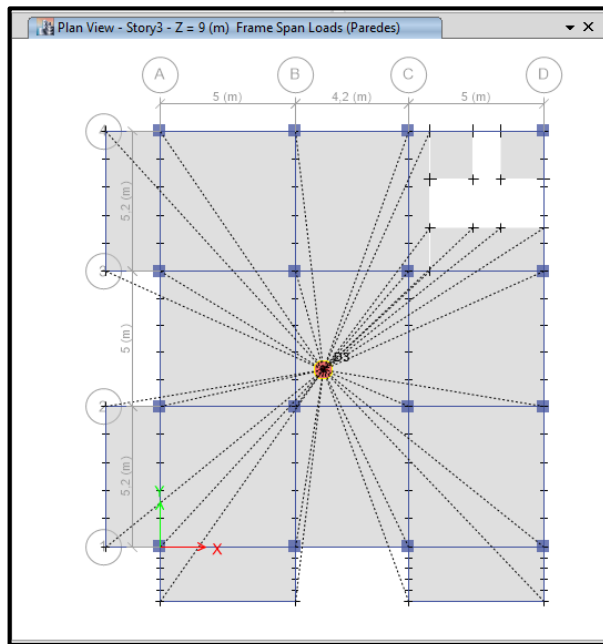 Plan View - Story3 - Z = 9 (m) Frame Span Loads (Paredes)
A B C D
5 (m) 4,2 (m) 5 (m)
4
5,2 (m)
3
5 (m)
D3
2
5,2 (m)
Y
1
X